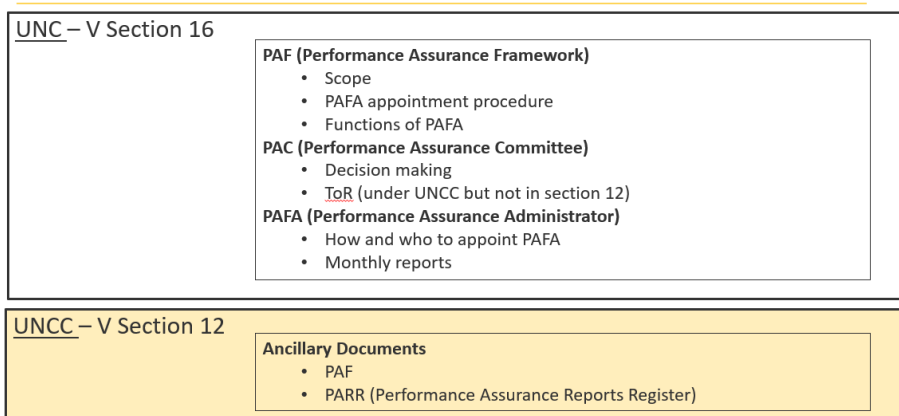 UNC – V Section 16
PAF (Performance Assurance Framework)
• Scope
• PAFA appointment procedure
• Functions of PAFA
PAC (Performance Assurance Committee)
• Decision making
• ToR (under UNCC but not in section 12)
PAFA (Performance Assurance Administrator)
• How and who to appoint PAFA
• Monthly reports
UNCC – V Section 12
Ancillary Documents
• PAF
• PARR (Performance Assurance Reports Register)